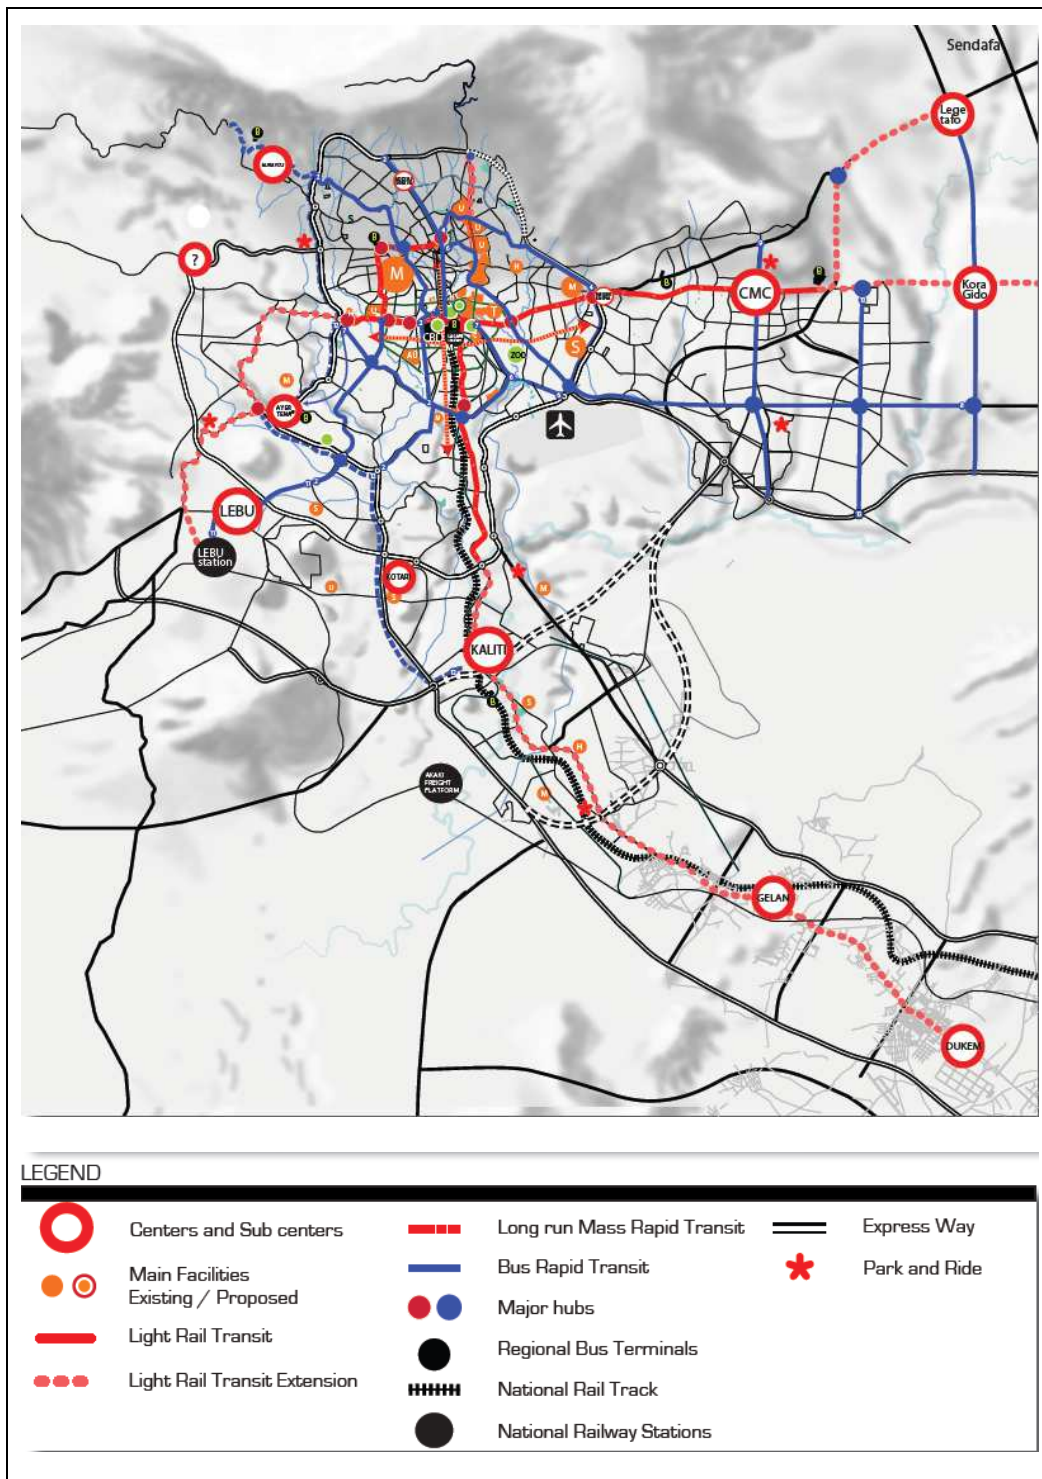 Sendafa
Lege
tafo
B
?
B
M
U
U
U
H
M
B
B
CMC
Kora
Gido
U
CBD
B
T
S
ZOO
AU
M
AYER
TENA
B
H
LEBU
S
LEBU
station
KOTARI
U
S
M
KALITI
B
S
H
M
AKAKI
FREIGHT
PLATFORM
GELAN
DUKEM
LEGEND
Centers and Sub centers
Main Facilities
Existing / Proposed
Light Rail Transit
Light Rail Transit Extension
Long run Mass Rapid Transit
Bus Rapid Transit
Major hubs
Regional Bus Terminals
National Rail Track
National Railway Stations
Express Way
Park and Ride